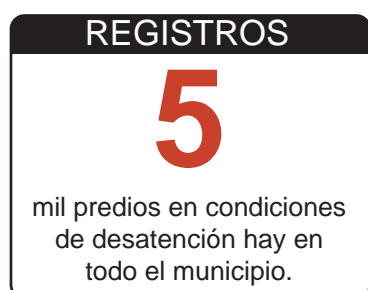 REGISTROS
5
mil predios en condiciones
de desatención hay en
todo el municipio.